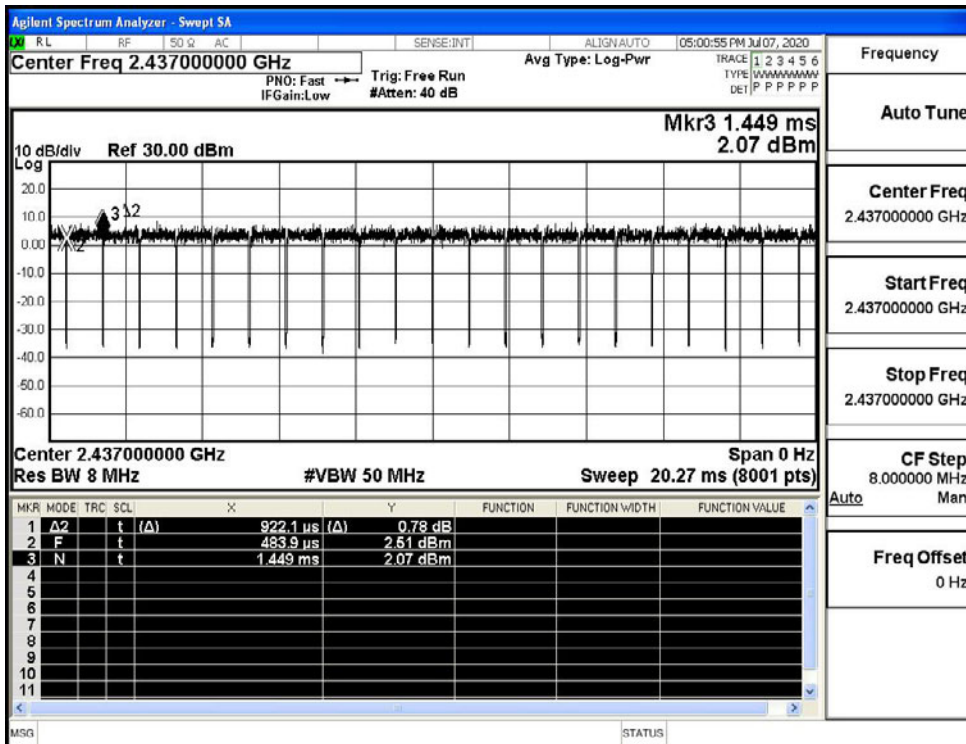 Agilent Spectrum Analyzer - Swept SA
LXI RL RF 50 Ω AC SENSE:INT ALIGN AUTO 05:00:55 PM Jul 07, 2020
Center Freq 2.437000000 GHz
PNO: Fast
IFGain:Low
Trig: Free Run
#Atten: 40 dB
Avg Type: Log-Pwr
TRACE 1 2 3 4 5 6
TYPE WWWWWW
DET P P P P P P
Mkr3 1.449 ms
2.07 dBm
10 dB/div Ref 30.00 dBm
Log
20.0
10.0
0.00
-10.0
-20.0
-30.0
-40.0
-50.0
-60.0
3 Δ2
2
Center 2.437000000 GHz Span 0 Hz
Res BW 8 MHz #VBW 50 MHz Sweep 20.27 ms (8001 pts)
MKR MODE TRC SCL X Y FUNCTION FUNCTION WIDTH FUNCTION VALUE
1 Δ2 t (Δ) 922.1 µs (Δ) 0.78 dB
2 F t 483.9 µs 2.51 dBm
3 N t 1.449 ms 2.07 dBm
4
5
6
7
8
9
10
11
MSG STATUS
Frequency
Auto Tune
Center Freq
2.437000000 GHz
Start Freq
2.437000000 GHz
Stop Freq
2.437000000 GHz
CF Step
8.000000 MHz
Auto Man
Freq Offset
0 Hz